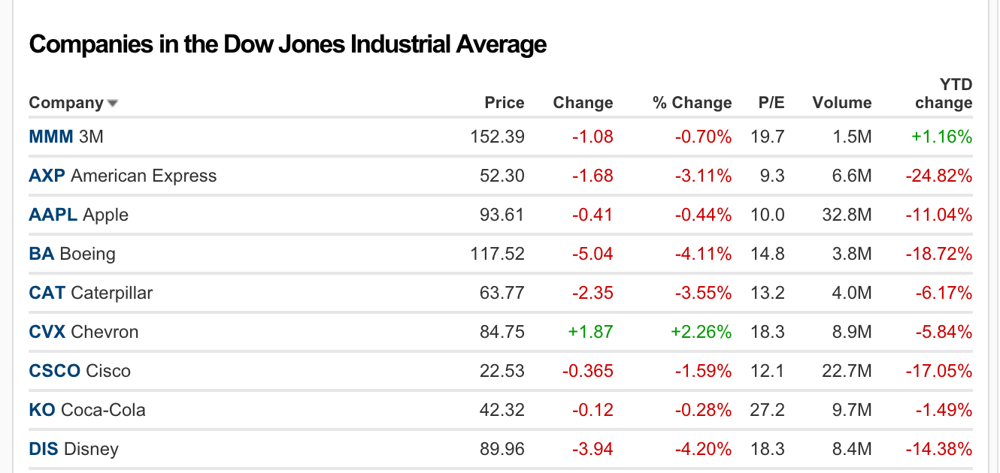 Companies in the Dow Jones Industrial Average
Company Price Change % Change P/E Volume YTD change
MMM 3M 152.39 -1.08 -0.70% 19.7 1.5M +1.16%
AXP American Express 52.30 -1.68 -3.11% 9.3 6.6M -24.82%
AAPL Apple 93.61 -0.41 -0.44% 10.0 32.8M -11.04%
BA Boeing 117.52 -5.04 -4.11% 14.8 3.8M -18.72%
CAT Caterpillar 63.77 -2.35 -3.55% 13.2 4.0M -6.17%
CVX Chevron 84.75 +1.87 +2.26% 18.3 8.9M -5.84%
CSCO Cisco 22.53 -0.365 -1.59% 12.1 22.7M -17.05%
KO Coca-Cola 42.32 -0.12 -0.28% 27.2 9.7M -1.49%
DIS Disney 89.96 -3.94 -4.20% 18.3 8.4M -14.38%